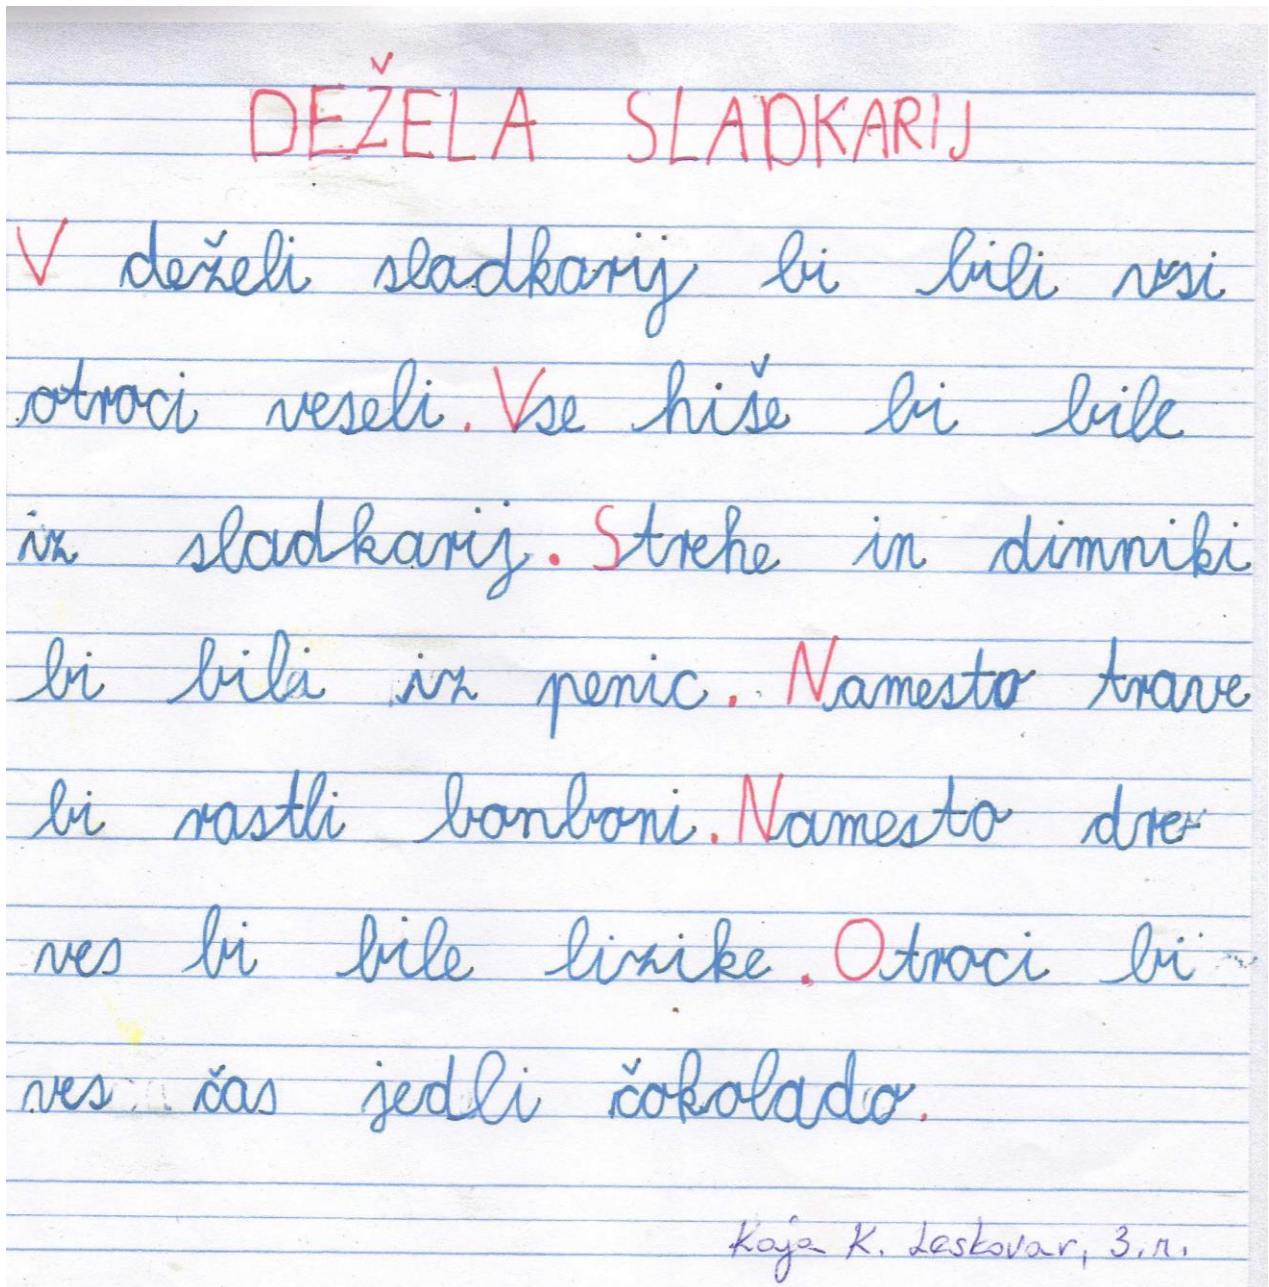 DEŽELA SLADKARIJ
V deželi sladkarij bi bili vsi
otroci veseli. Vse hiše bi bile
iz sladkarij. Strehe in dimniki
bi bili iz penic. Namesto trave
bi rastli bonboni. Namesto dre-
ves bi bile lizike. Otroci bi
ves čas jedli čokolado.
Kaja K. Leskovar, 3.r.